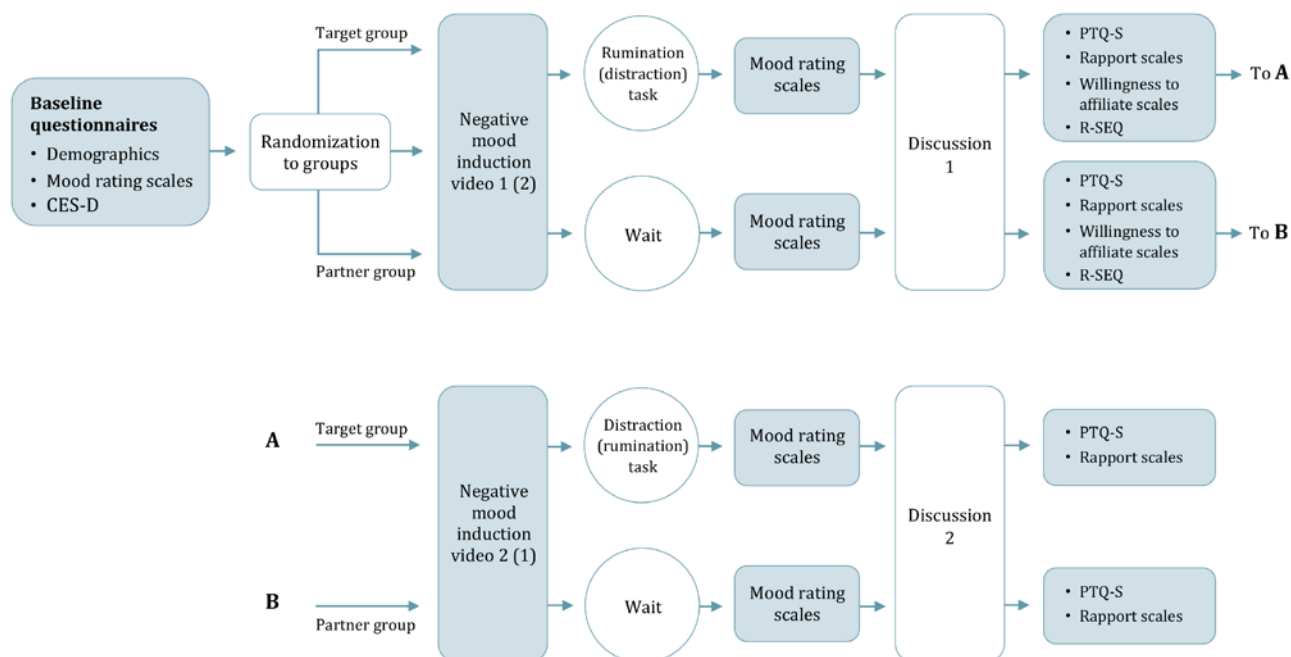 Target group
Baseline
questionnaires
• Demographics
• Mood rating scales
• CES-D
Randomization
to groups
Partner group
Negative
mood
induction
video 1 (2)
Rumination
(distraction)
task
Mood rating
scales
Wait
Mood rating
scales
Discussion
1
• PTQ-S
• Rapport scales
• Willingness to
affiliate scales
• R-SEQ
To A
• PTQ-S
• Rapport scales
• Willingness to
affiliate scales
• R-SEQ
To B
A
Target group
B
Partner group
Negative
mood
induction
video 2 (1)
Distraction
(rumination)
task
Mood rating
scales
Wait
Mood rating
scales
Discussion
2
• PTQ-S
• Rapport scales
• PTQ-S
• Rapport scales